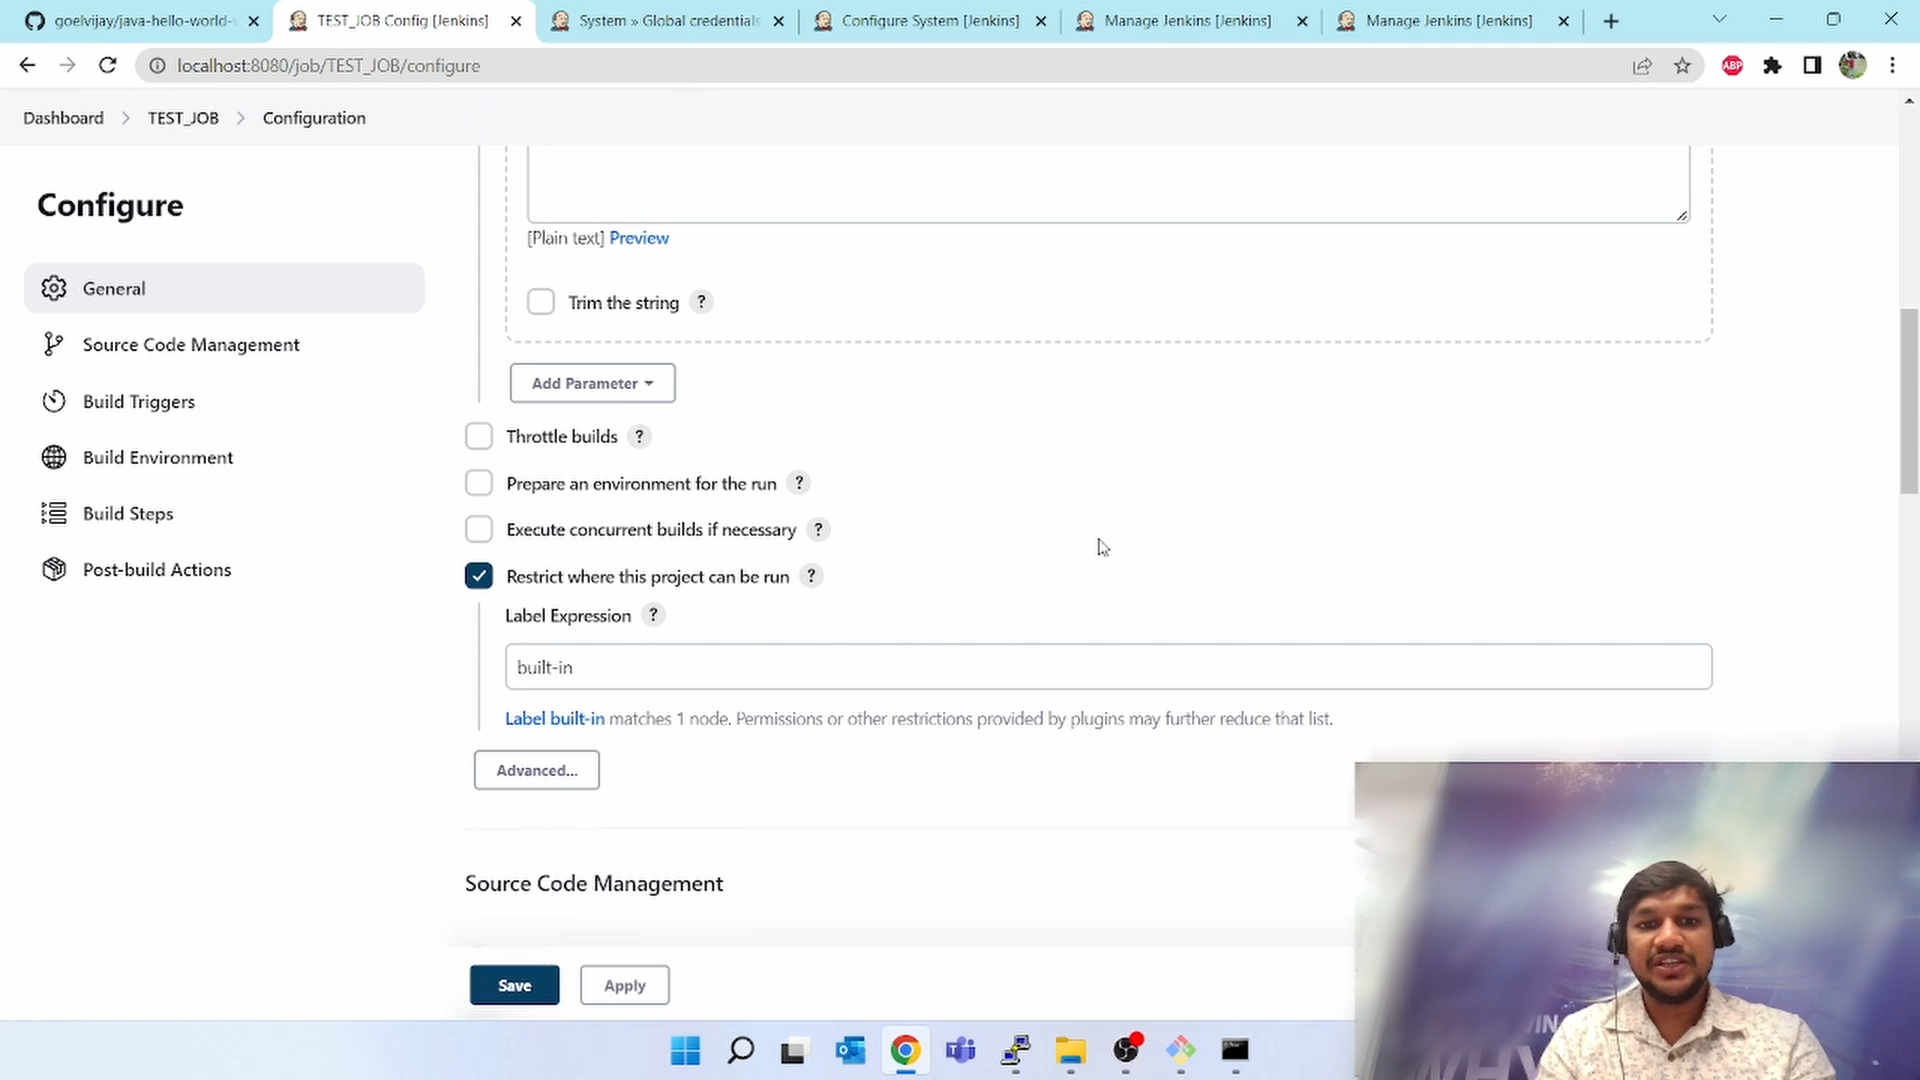 goelvijay/java-hello-world-
TEST_JOB Config [Jenkins]
System » Global credentials
Configure System [Jenkins]
Manage Jenkins [Jenkins]
Manage Jenkins [Jenkins]
localhost:8080/job/TEST_JOB/configure
ABP
Dashboard > TEST_JOB > Configuration
Configure
General
Source Code Management
Build Triggers
Build Environment
Build Steps
Post-build Actions
[Plain text] Preview
Trim the string ?
Add Parameter
Throttle builds ?
Prepare an environment for the run ?
Execute concurrent builds if necessary ?
Restrict where this project can be run ?
Label Expression ?
built-in
Label built-in matches 1 node. Permissions or other restrictions provided by plugins may further reduce that list.
Advanced...
Source Code Management
Save
Apply